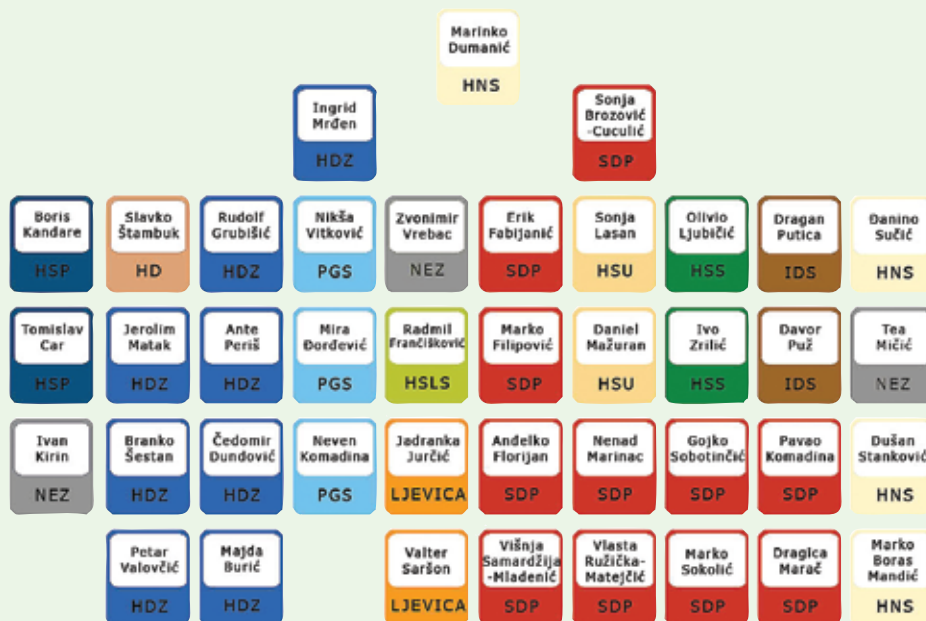 Marinko
Dumanić
HNS
Ingrid
Mrđen
HDZ
Sonja
Brozović
-Cuculić
SDP
Boris
Kandare
HSP
Slavko
Štambuk
HD
Rudolf
Grubišić
HDZ
Nikša
Vitković
PGS
Zvonimir
Vrebac
NEZ
Erik
Fabijanić
SDP
Sonja
Lasan
HSU
Olivio
Ljubičić
HSS
Dragan
Putica
IDS
Đanino
Sučić
HNS
Tomislav
Car
HSP
Jerolim
Matak
HDZ
Ante
Periš
HDZ
Mira
Đorđević
PGS
Radmil
Frančišković
HSLS
Marko
Filipović
SDP
Daniel
Mažuran
HSU
Ivo
Zrilić
HSS
Davor
Puž
IDS
Tea
Mičić
NEZ
Ivan
Kirin
NEZ
Branko
Šestan
HDZ
Čedomir
Dundović
HDZ
Neven
Komadina
PGS
Jadranka
Jurčić
LJEVICA
Anđelko
Florijan
SDP
Nenad
Marinac
SDP
Gojko
Sobotinčić
SDP
Pavao
Komadina
SDP
Dušan
Stanković
HNS
Petar
Valovčić
HDZ
Majda
Burić
HDZ
Valter
Saršon
LJEVICA
Višnja
Samardžija
-Mladenić
SDP
Vlasta
Ružička-
Matejčić
SDP
Marko
Sokolić
SDP
Dragica
Marač
SDP
Marko
Boras
Mandić
HNS